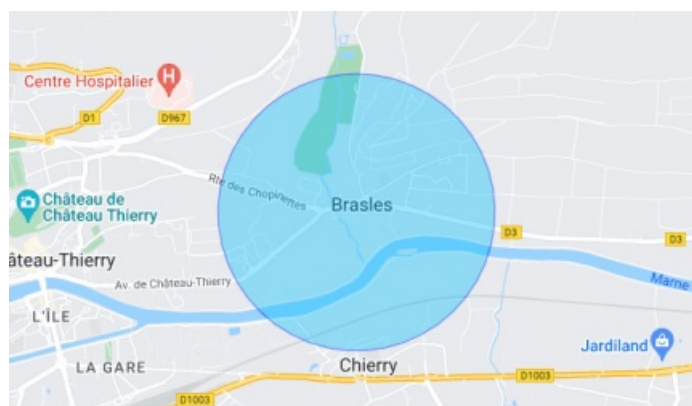 Centre Hospitalier
D1
D967
Rte des Chopinettes
Château de
Château Thierry
Brasles
D3
D3
âteau-Thierry
Av. de Château-Thierry
Marne
L'ÎLE
Jardiland
LA GARE
Chierry
D1003
D1003